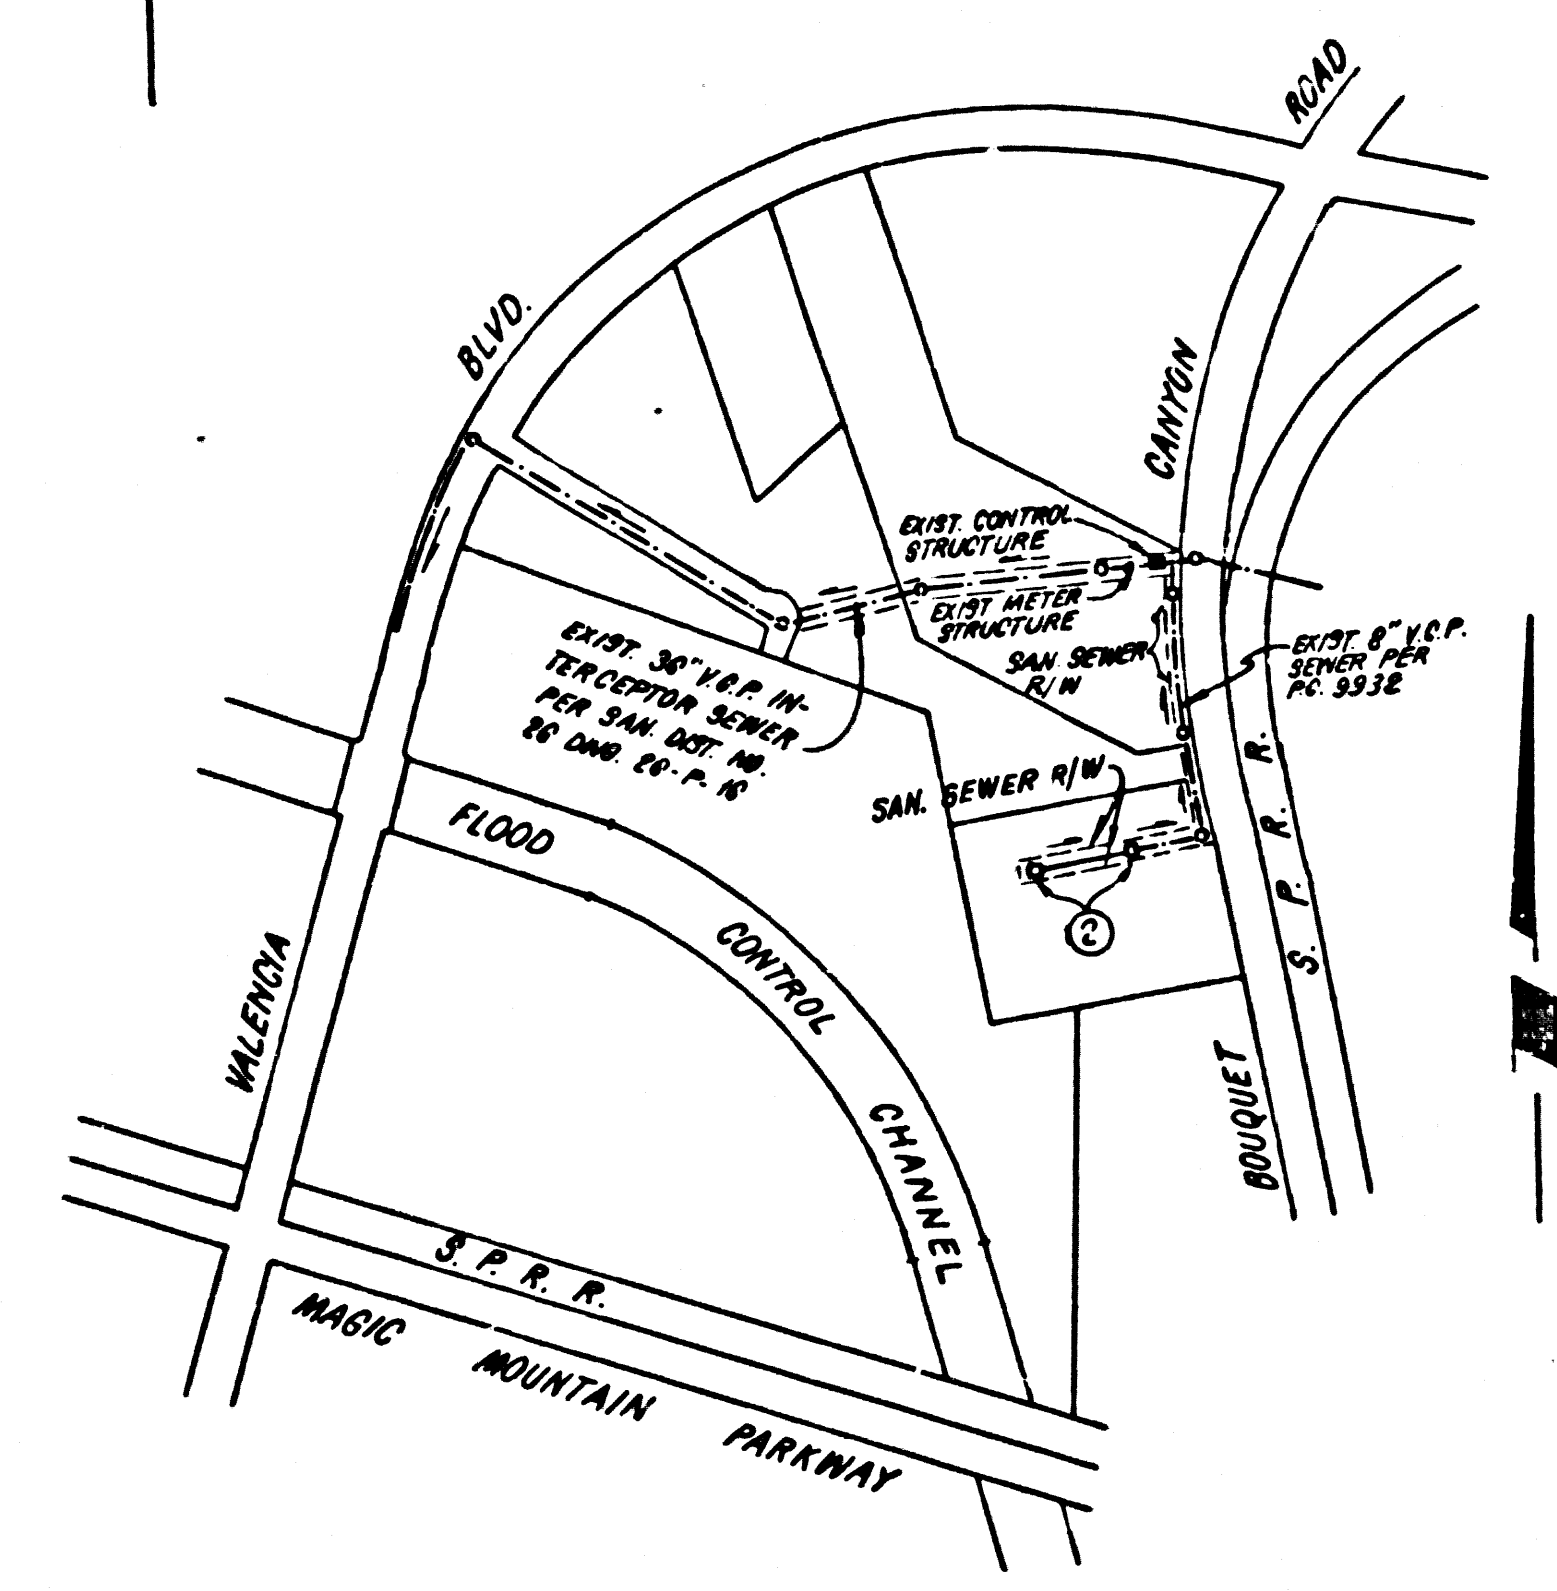 ROAD
BLVD.
CANYON
EXIST. CONTROL
STRUCTURE
EXIST METER
STRUCTURE
SAN. SEWER
R/W
EXIST. 8" V.C.P.
SEWER PER
P.C. 9932
EXIST. 36" V.C.P. IN-
TERCEPTOR SEWER
PER SAN. DIST. NO.
26 DWG. 26-P-16
SAN. SEWER R/W
2
S. P. R. R.
FLOOD
CONTROL
CHANNEL
VALENCIA
BOUQUET
S. P. R. R.
MAGIC MOUNTAIN PARKWAY